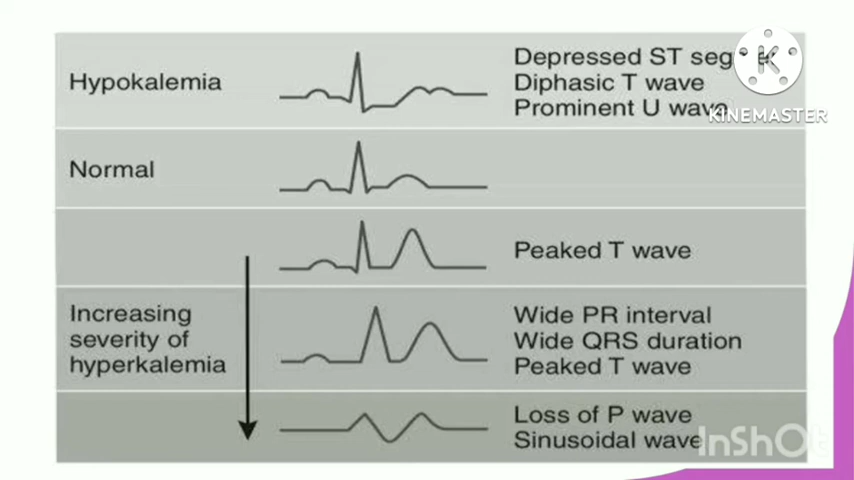 Hypokalemia
Depressed ST
Diphasic T wave
Prominent U wave
K
KINEMASTER
Normal
Peaked T wave
Increasing
severity of
hyperkalemia
Wide PR interval
Wide QRS duration
Peaked T wave
Loss of P wave
Sinusoidal wave
InShOt